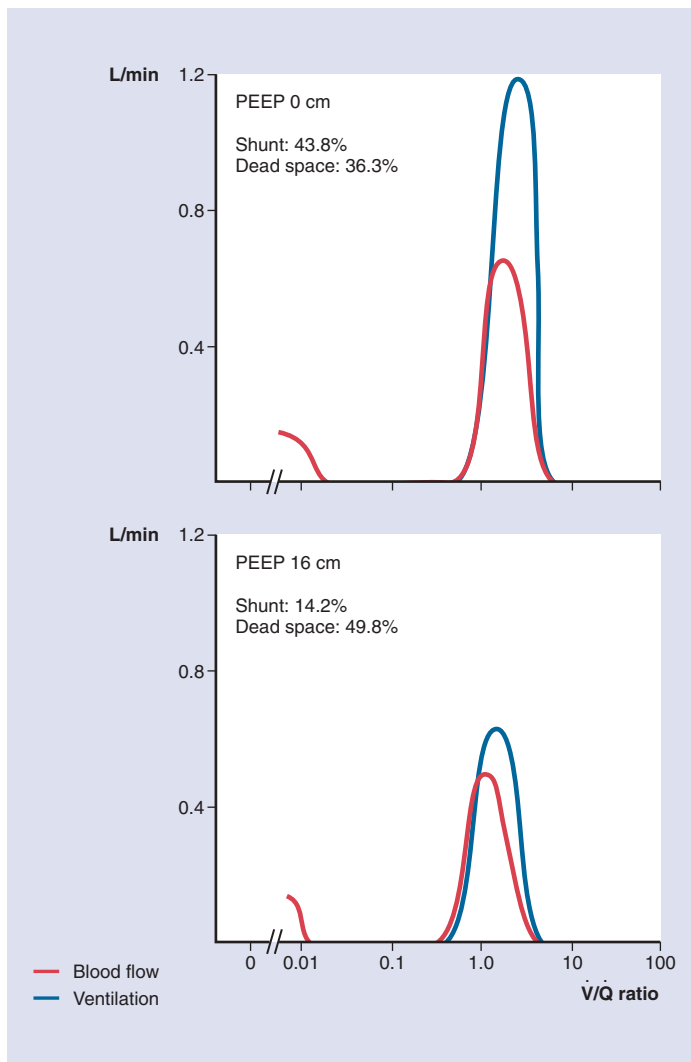 L/min
1.2
PEEP 0 cm
Shunt: 43.8%
Dead space: 36.3%
0.8
0.4
L/min
1.2
PEEP 16 cm
Shunt: 14.2%
Dead space: 49.8%
0.8
0.4
0 0.01 0.1 1.0 10 100
V̇/Q̇ ratio
Blood flow
Ventilation